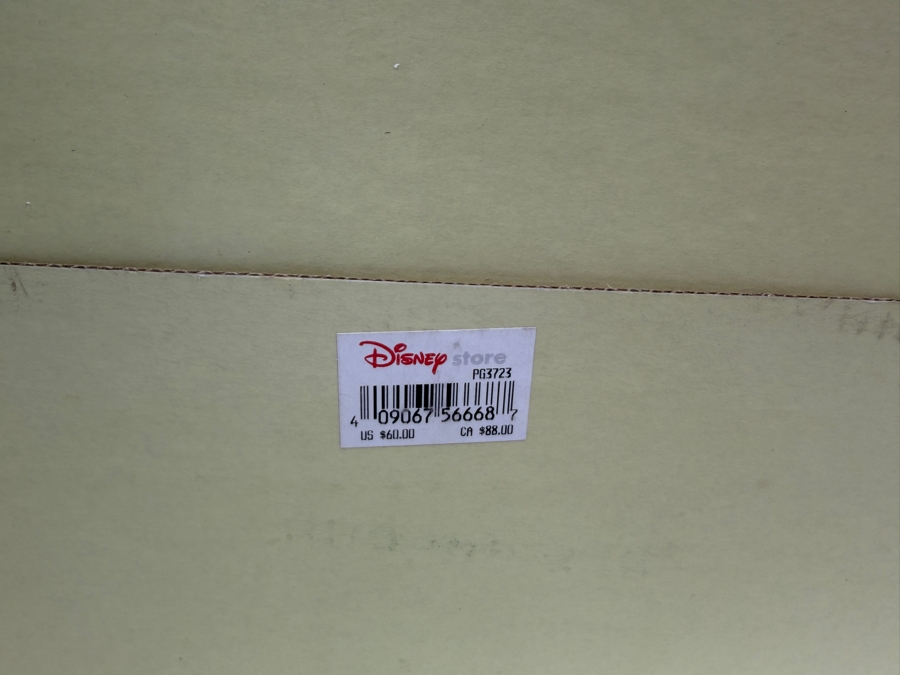 Disney store
PG3723
4 09067 56668 7
US $60.00 CA $88.00